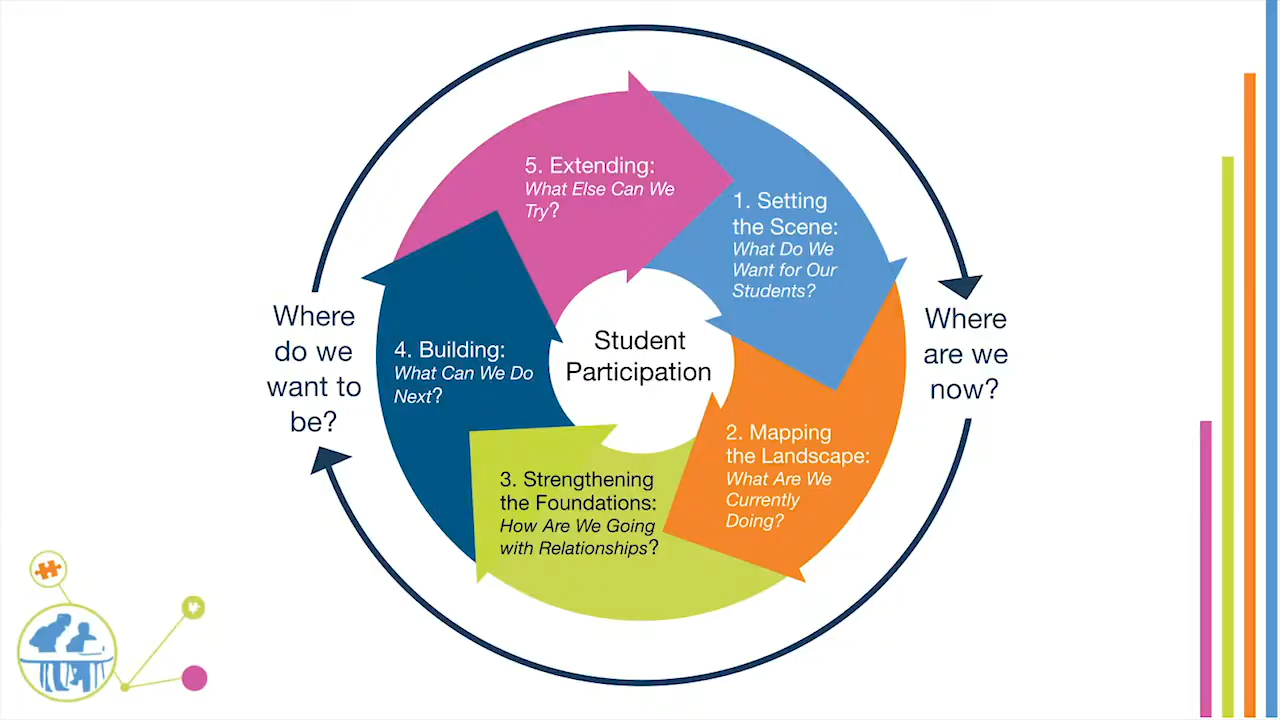 5. Extending:
What Else Can We
Try?
1. Setting
the Scene:
What Do We
Want for Our
Students?
Where
do we
want to
be?
4. Building:
What Can We Do
Next?
Student
Participation
Where
are we
now?
2. Mapping
the Landscape:
What Are We
Currently
Doing?
3. Strengthening
the Foundations:
How Are We Going
with Relationships?